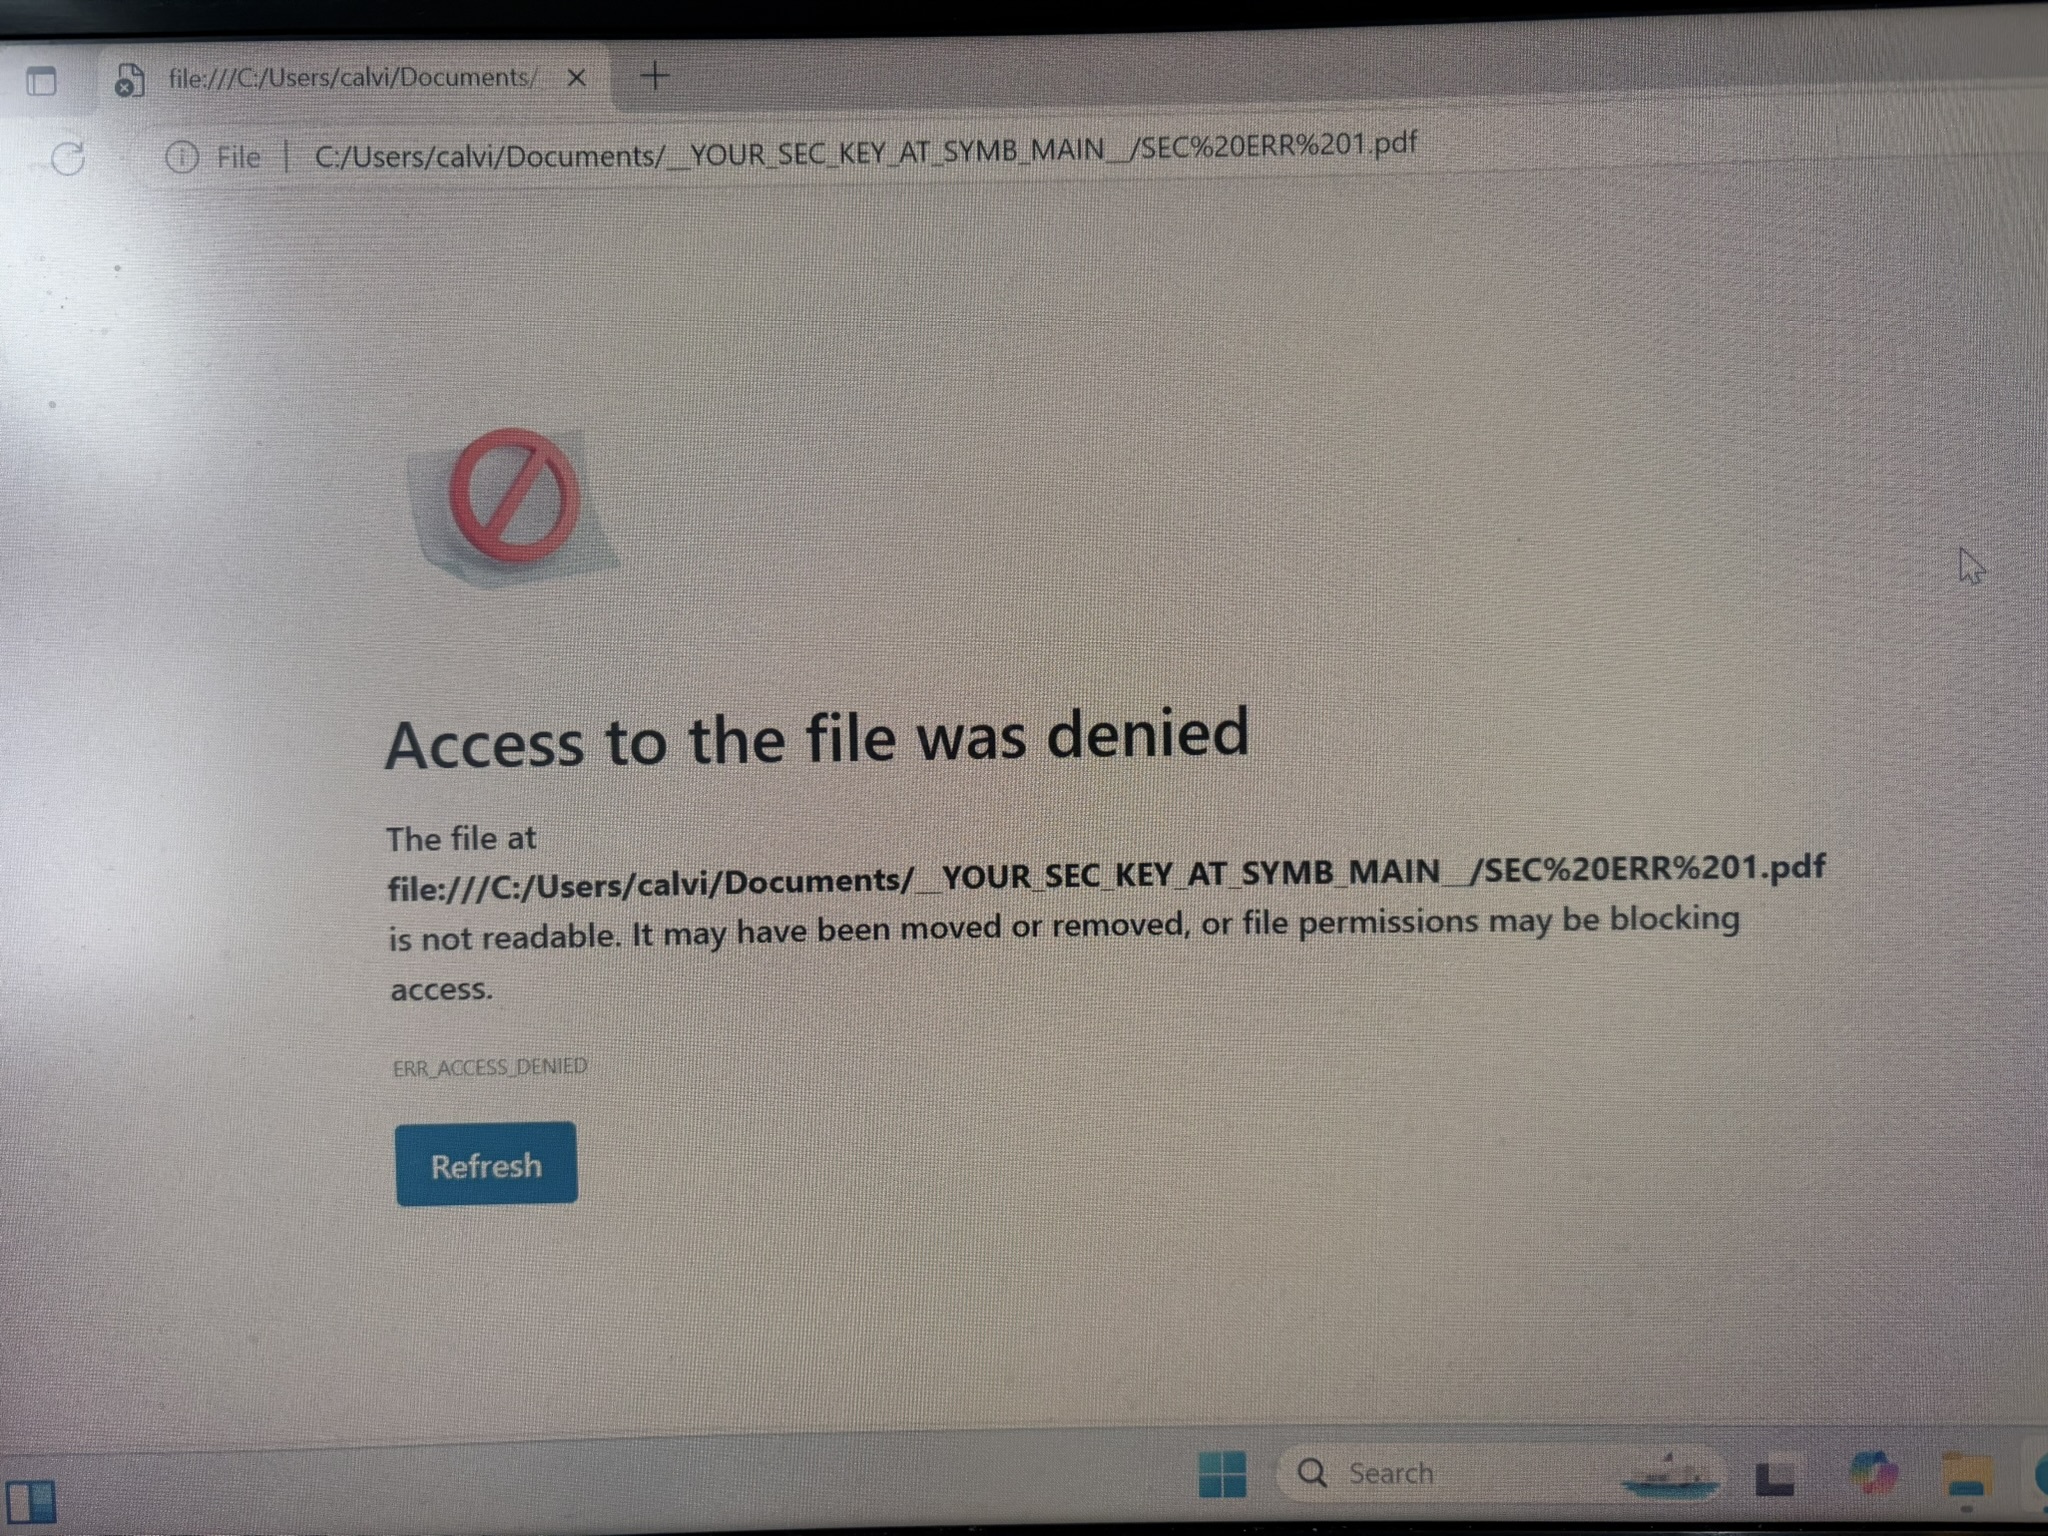 file:///C:/Users/calvi/Documents/
File | C:/Users/calvi/Documents/__YOUR_SEC_KEY_AT_SYMB_MAIN__/SEC%20ERR%201.pdf
Access to the file was denied
The file at
file:///C:/Users/calvi/Documents/__YOUR_SEC_KEY_AT_SYMB_MAIN__/SEC%20ERR%201.pdf
is not readable. It may have been moved or removed, or file permissions may be blocking
access.
ERR_ACCESS_DENIED
Refresh
Search